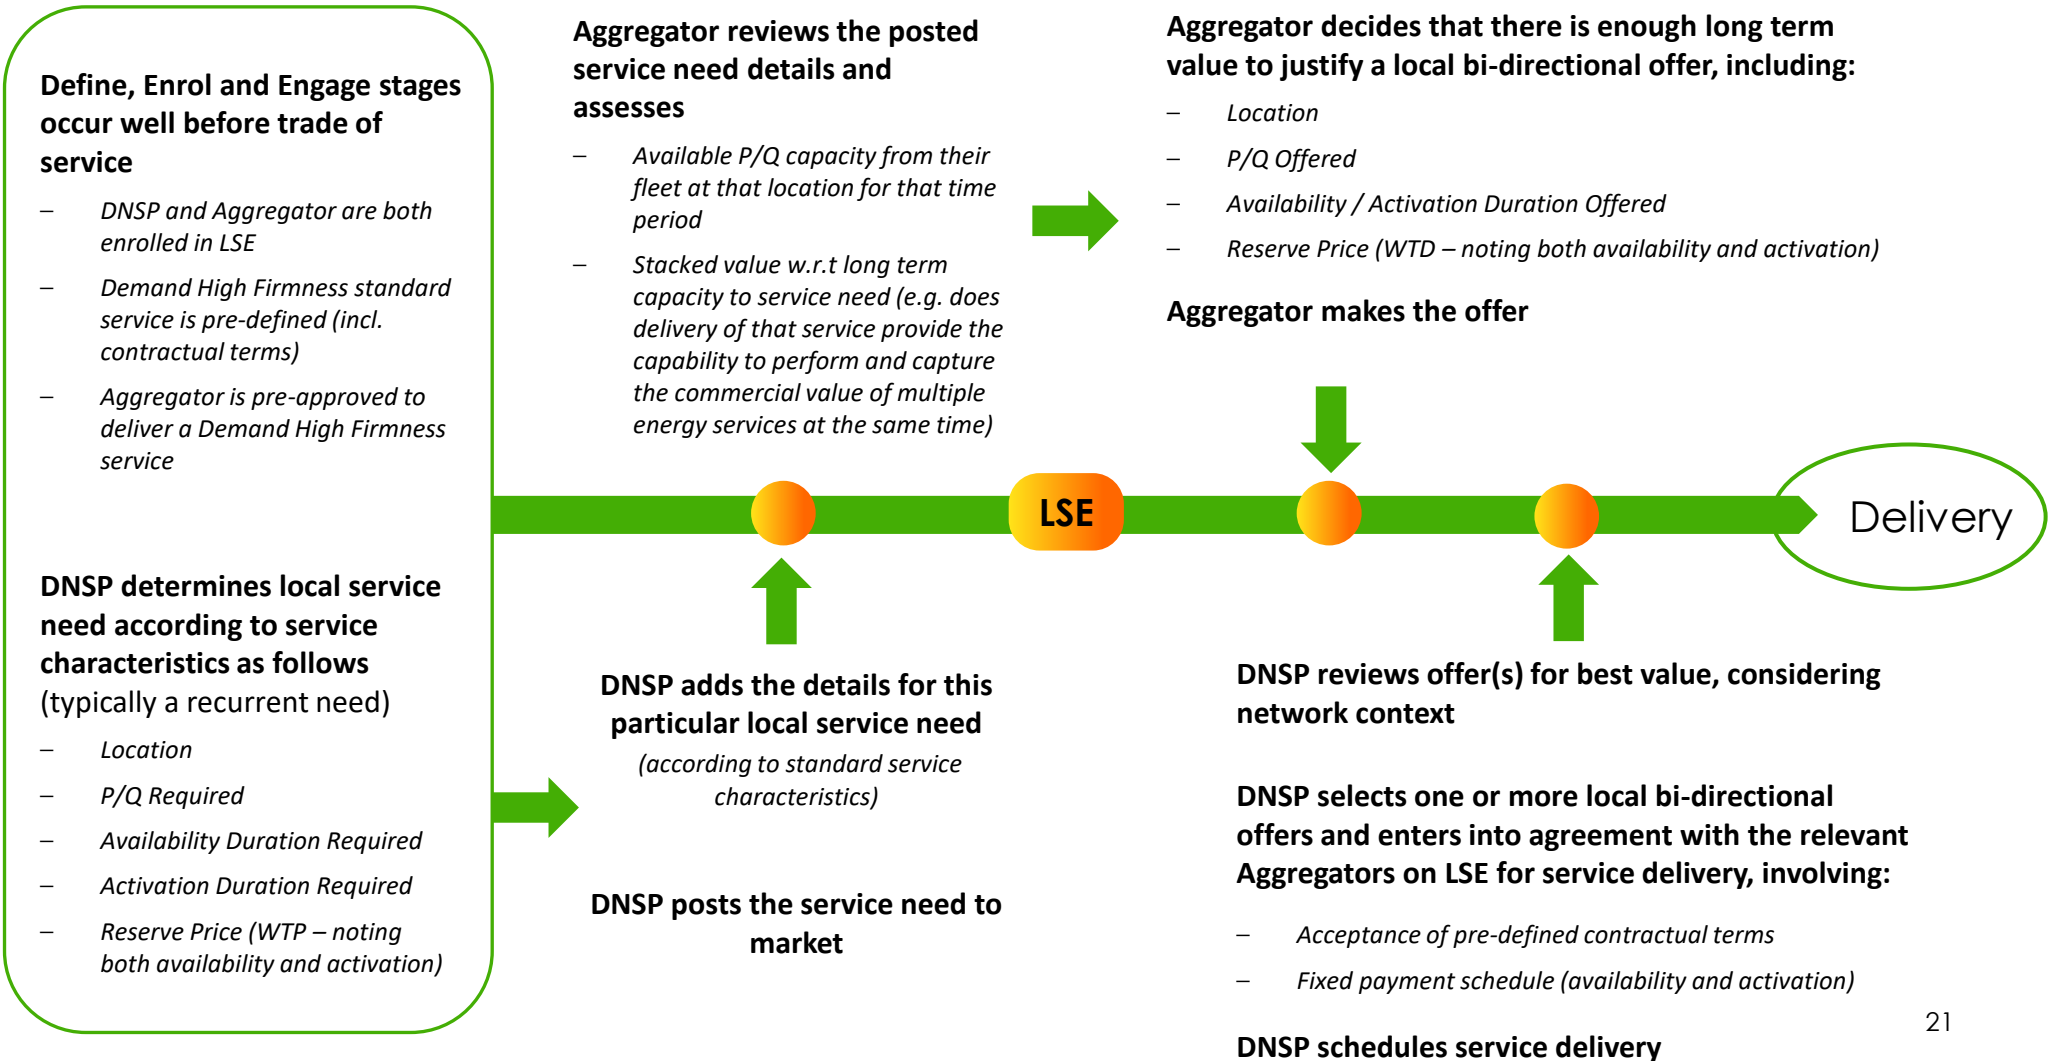 Define, Enrol and Engage stages
occur well before trade of
service
– DNSP and Aggregator are both
enrolled in LSE
– Demand High Firmness standard
service is pre-defined (incl.
contractual terms)
– Aggregator is pre-approved to
deliver a Demand High Firmness
service
DNSP determines local service
need according to service
characteristics as follows
(typically a recurrent need)
– Location
– P/Q Required
– Availability Duration Required
– Activation Duration Required
– Reserve Price (WTP – noting
both availability and activation)
Aggregator reviews the posted
service need details and
assesses
– Available P/Q capacity from their
fleet at that location for that time
period
– Stacked value w.r.t long term
capacity to service need (e.g. does
delivery of that service provide the
capability to perform and capture
the commercial value of multiple
energy services at the same time)
DNSP adds the details for this
particular local service need
(according to standard service
characteristics)
DNSP posts the service need to
market
LSE
Aggregator decides that there is enough long term
value to justify a local bi-directional offer, including:
– Location
– P/Q Offered
– Availability / Activation Duration Offered
– Reserve Price (WTD – noting both availability and activation)
Aggregator makes the offer
Delivery
DNSP reviews offer(s) for best value, considering
network context
DNSP selects one or more local bi-directional
offers and enters into agreement with the relevant
Aggregators on LSE for service delivery, involving:
– Acceptance of pre-defined contractual terms
– Fixed payment schedule (availability and activation)
DNSP schedules service delivery
21